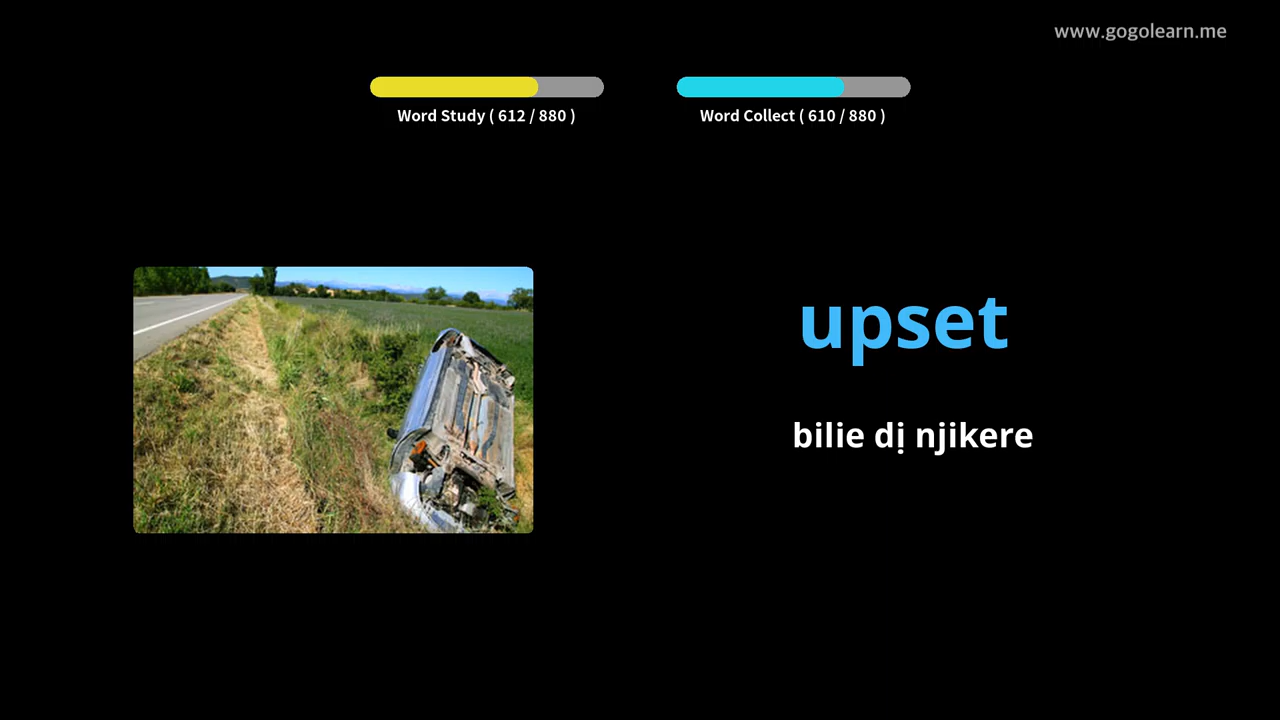 www.gogolearn.me
Word Study ( 612 / 880 )
Word Collect ( 610 / 880 )
upset
bilie dị njikere